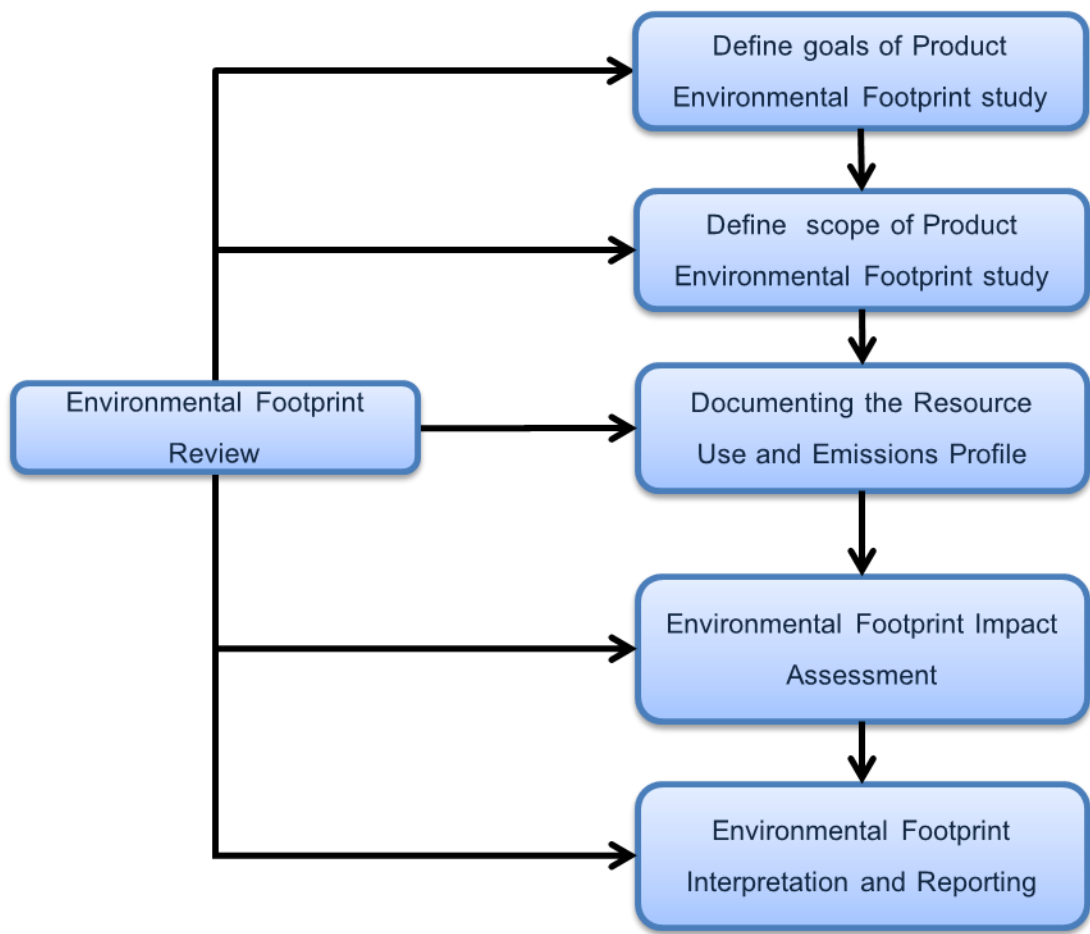 Define goals of Product
Environmental Footprint study
Define scope of Product
Environmental Footprint study
Environmental Footprint
Review
Documenting the Resource
Use and Emissions Profile
Environmental Footprint Impact
Assessment
Environmental Footprint
Interpretation and Reporting